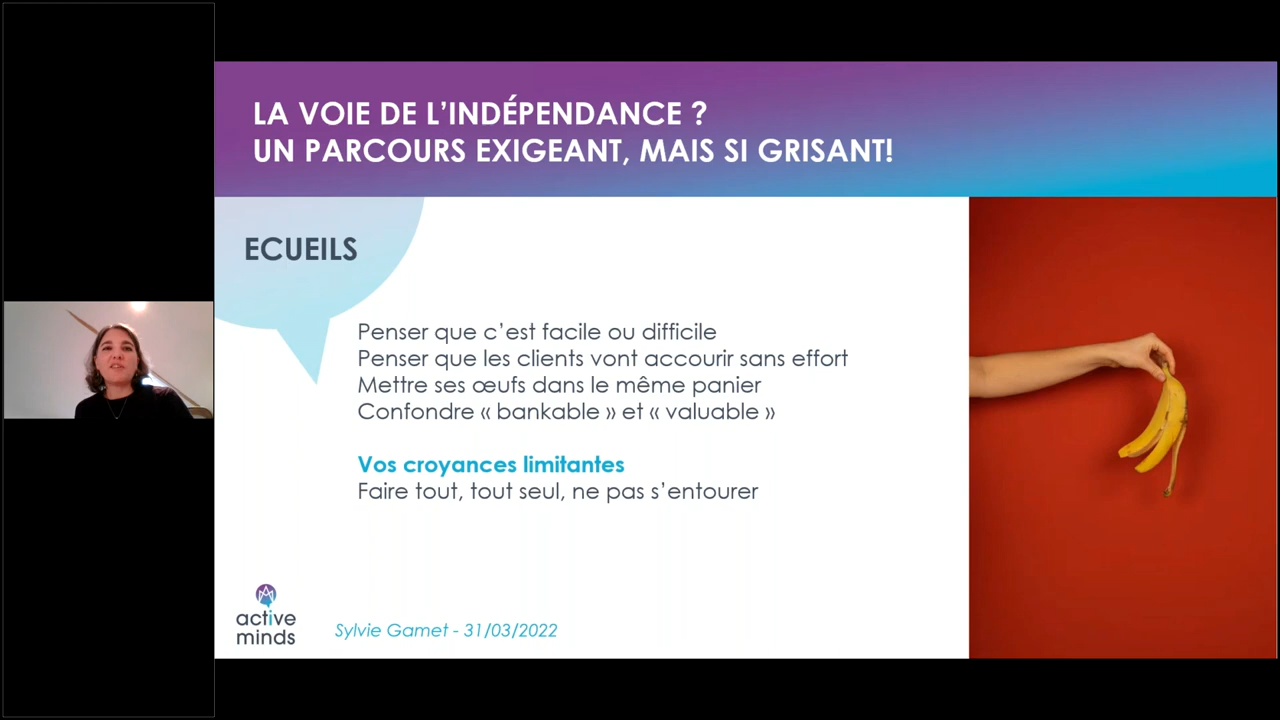 LA VOIE DE L’INDÉPENDANCE ?
UN PARCOURS EXIGEANT, MAIS SI GRISANT!
ECUEILS
Penser que c’est facile ou difficile
Penser que les clients vont accourir sans effort
Mettre ses œufs dans le même panier
Confondre « bankable » et « valuable »
Vos croyances limitantes
Faire tout, tout seul, ne pas s’entourer
active
minds
Sylvie Gamet - 31/03/2022